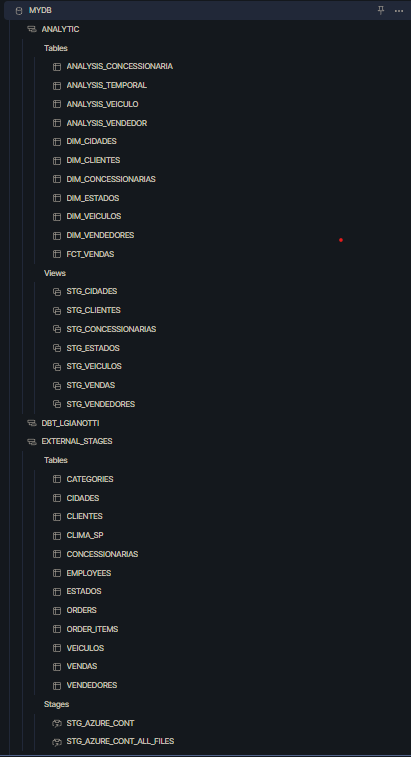 MYDB
ANALYTIC
Tables
ANALYSIS_CONCESSIONARIA
ANALYSIS_TEMPORAL
ANALYSIS_VEICULO
ANALYSIS_VENDEDOR
DIM_CIDADES
DIM_CLIENTES
DIM_CONCESSIONARIAS
DIM_ESTADOS
DIM_VEICULOS
DIM_VENDEDORES
FCT_VENDAS
Views
STG_CIDADES
STG_CLIENTES
STG_CONCESSIONARIAS
STG_ESTADOS
STG_VEICULOS
STG_VENDAS
STG_VENDEDORES
DBT_LGIANOTTI
EXTERNAL_STAGES
Tables
CATEGORIES
CIDADES
CLIENTES
CLIMA_SP
CONCESSIONARIAS
EMPLOYEES
ESTADOS
ORDERS
ORDER_ITEMS
VEICULOS
VENDAS
VENDEDORES
Stages
STG_AZURE_CONT
STG_AZURE_CONT_ALL_FILES